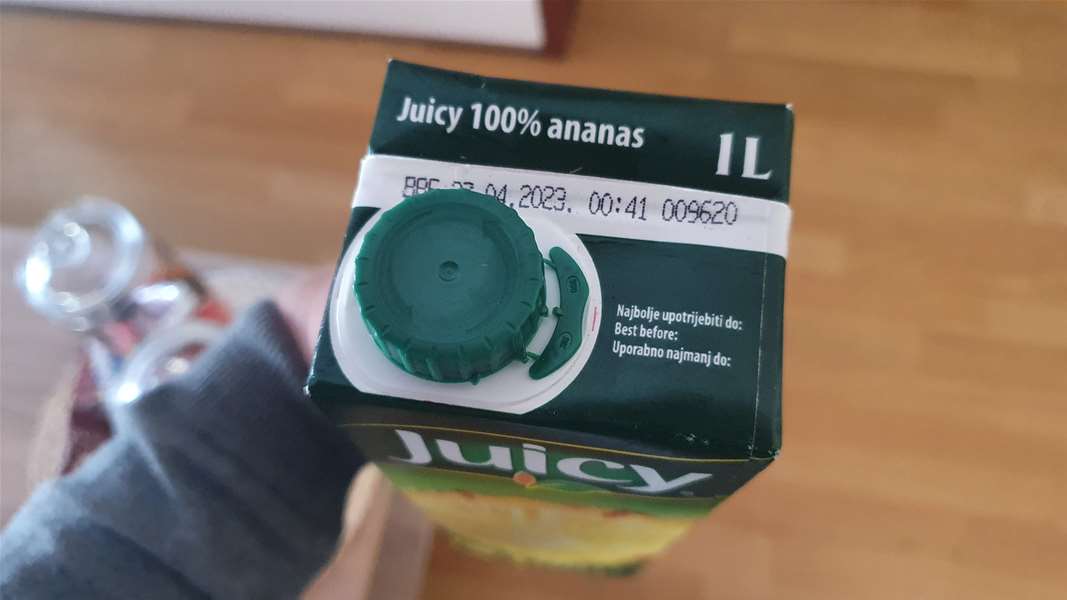 Juicy 100% ananas
1L
.04.2023. 00:41 009620
Najbolje upotrijebiti do:
Best before:
Uporabno najmanj do:
Juicy